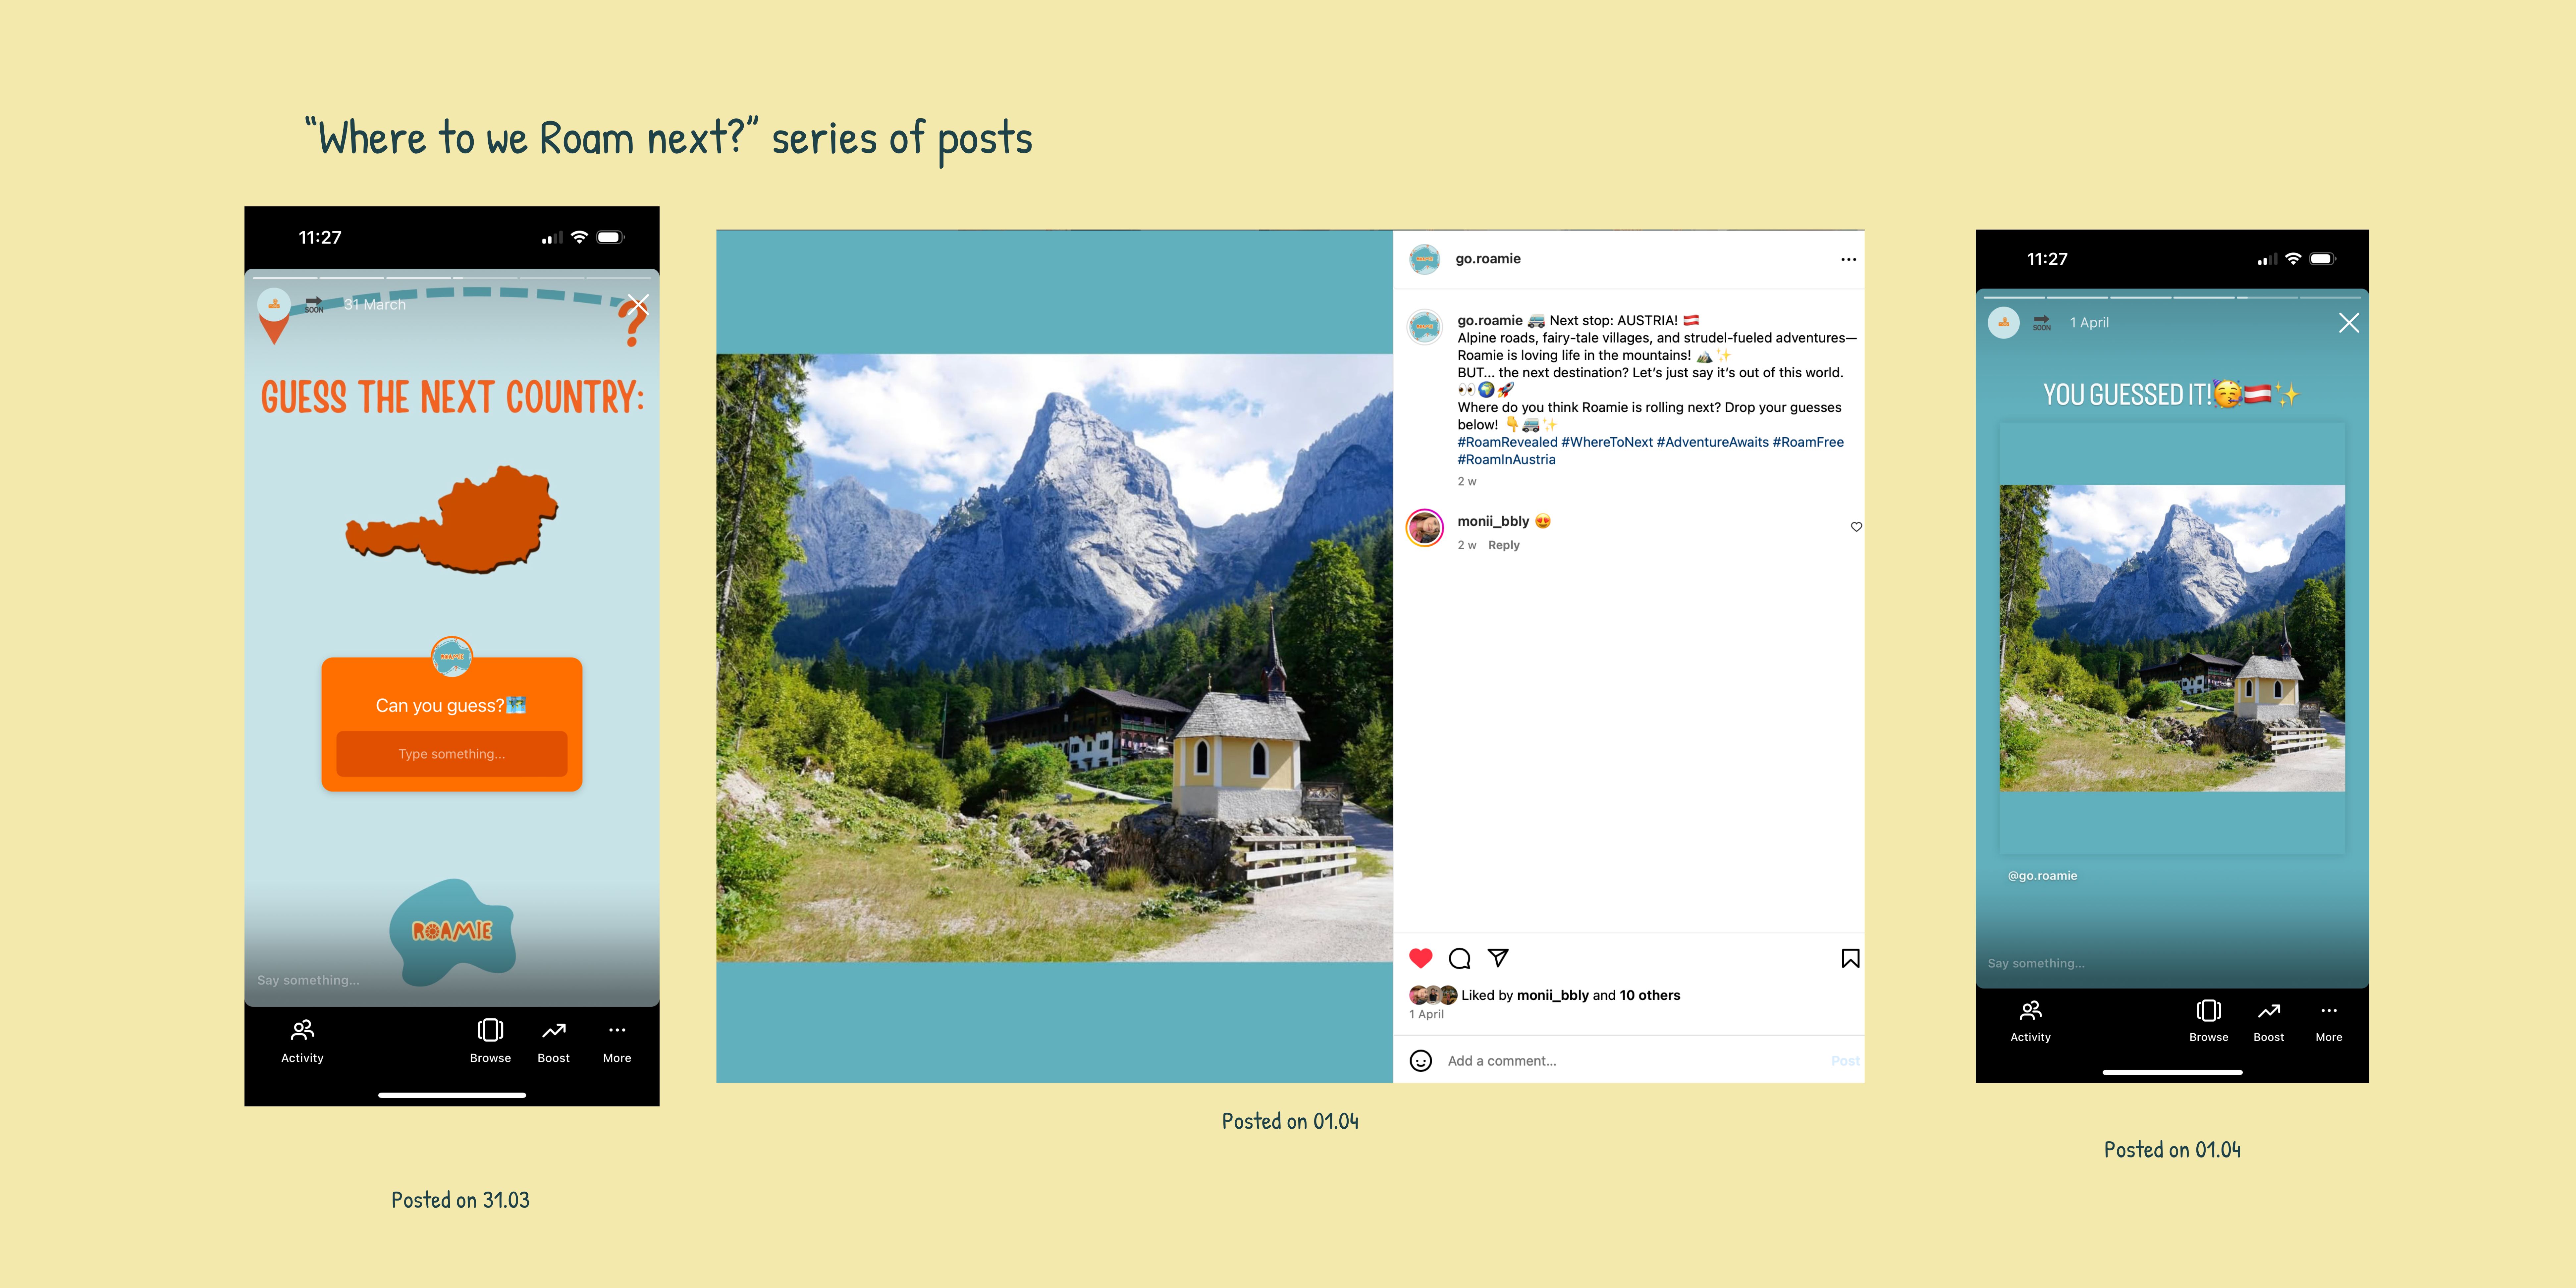 “Where to we Roam next?” series of posts
11:27
SOON
31 March
?
GUESS THE NEXT COUNTRY:
ROAMIE
Can you guess?🗺️
Type something...
ROAMIE
Say something...
Activity
Browse
Boost
More
Posted on 31.03
ROAMIE
go.roamie
ROAMIE
go.roamie 🚐 Next stop: AUSTRIA! 🇦🇹
Alpine roads, fairy-tale villages, and strudel-fueled adventures—
Roamie is loving life in the mountains! 🏔️✨
BUT... the next destination? Let’s just say it’s out of this world.
👀🌍🚀
Where do you think Roamie is rolling next? Drop your guesses
below! 👇🚐✨
#RoamRevealed #WhereToNext #AdventureAwaits #RoamFree
#RoamInAustria
2 w
monii_bbly 😍
2 w Reply
Liked by monii_bbly and 10 others
1 April
Add a comment...
Post
Posted on 01.04
11:27
SOON
1 April
YOU GUESSED IT!🥳🇦🇹✨
@go.roamie
Say something...
Activity
Browse
Boost
More
Posted on 01.04